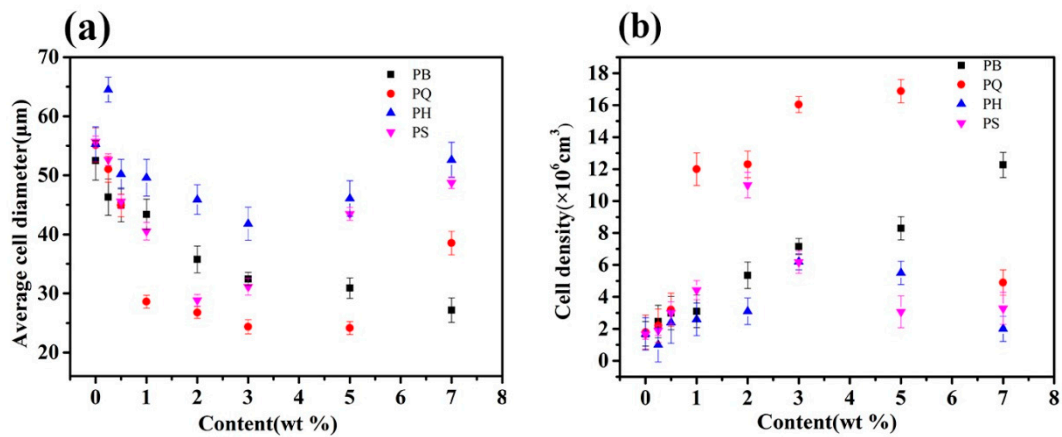 (a)
70
60
50
40
30
20
Average cell diameter(μm)
PB
PQ
PH
PS
0 1 2 3 4 5 6 7 8
Content(wt %)
(b)
18
16
14
12
10
8
6
4
2
0
Cell density(×10⁶cm³)
PB
PQ
PH
PS
0 1 2 3 4 5 6 7 8
Content(wt %)